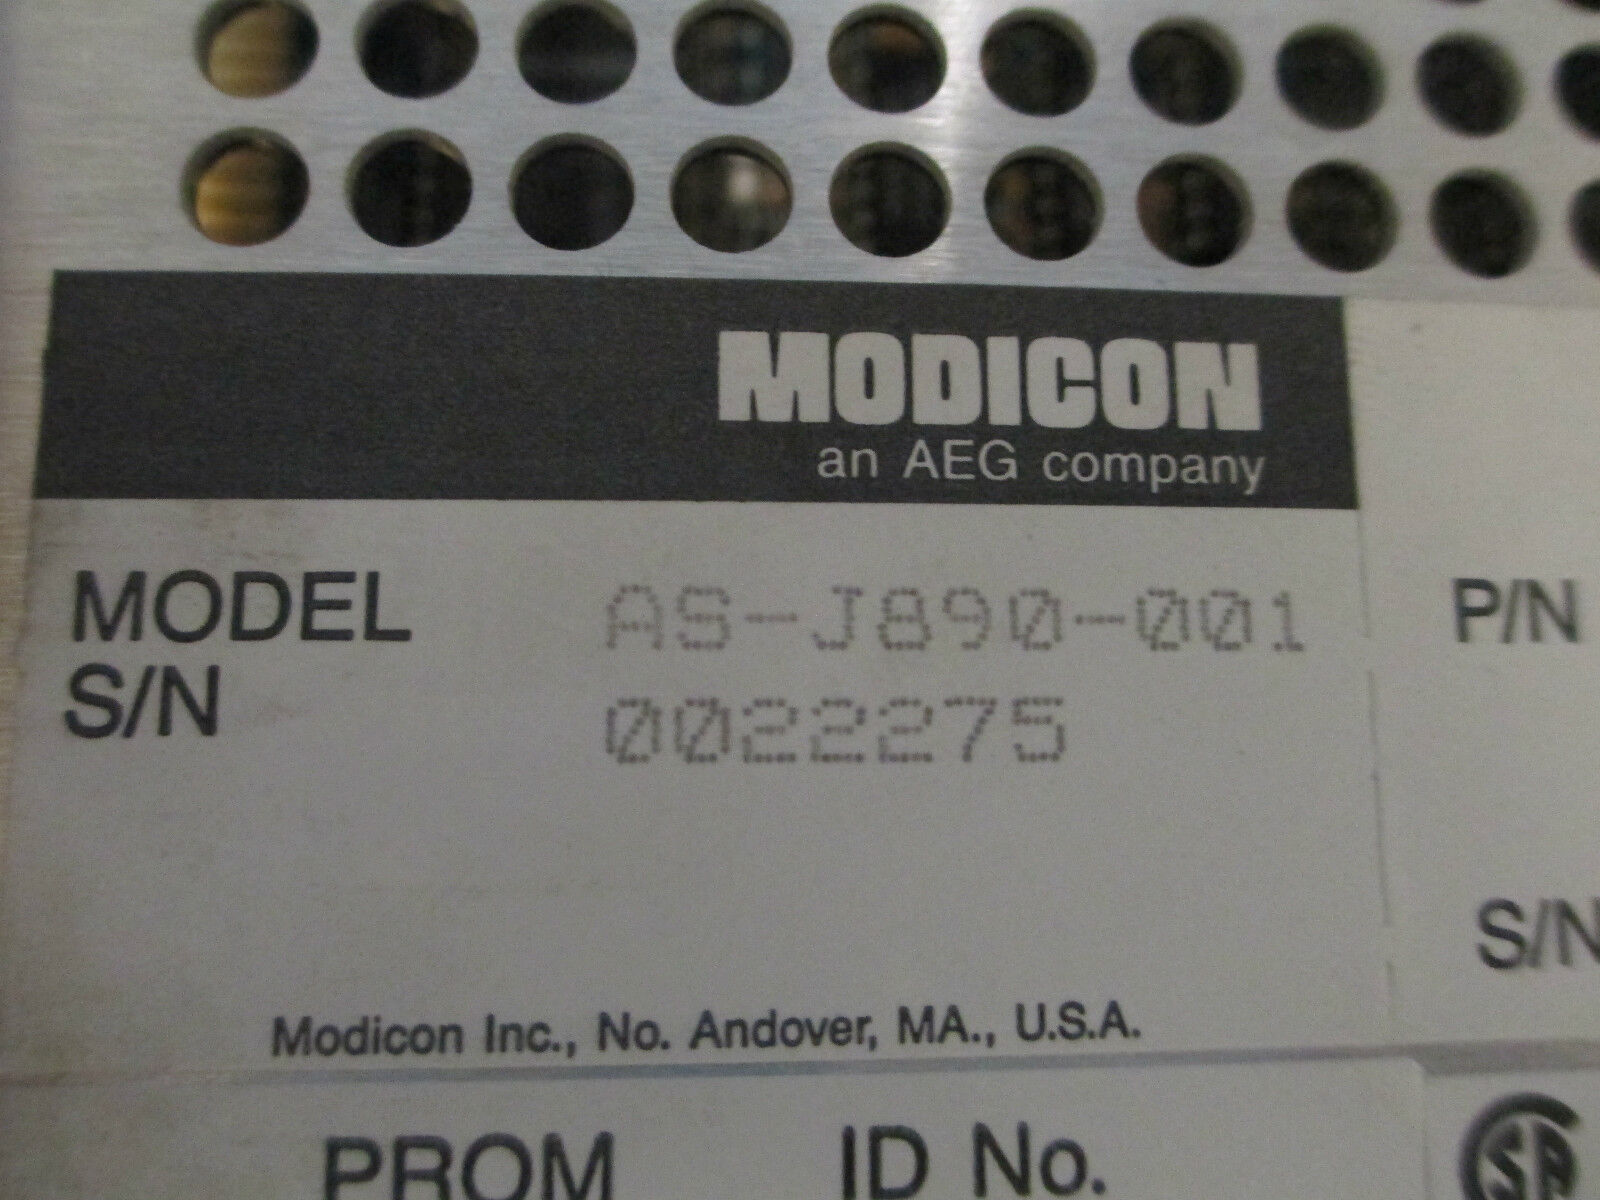 MODICON
an AEG company
MODEL AS-J890-001
S/N 0022275
P/N
S/N
Modicon Inc., No. Andover, MA., U.S.A.
PROM ID No.